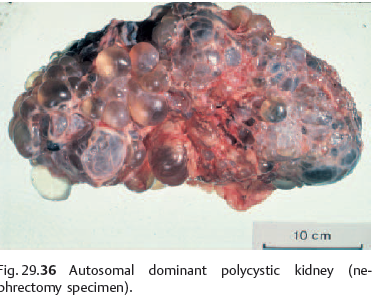 10 cm
Fig. 29.36 Autosomal dominant polycystic kidney (ne-
phrectomy specimen).